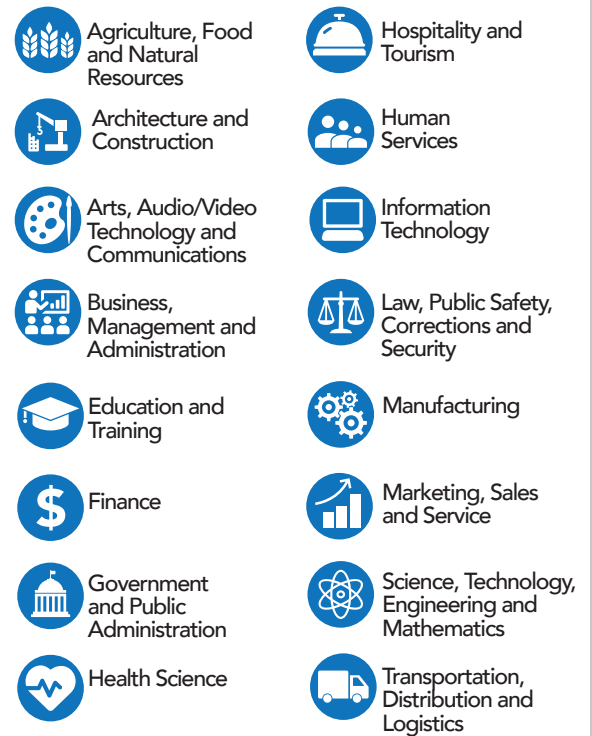 Agriculture, Food
and Natural
Resources
Architecture and
Construction
Arts, Audio/Video
Technology and
Communications
Business,
Management and
Administration
Education and
Training
$
Finance
Government
and Public
Administration
Health Science
Hospitality and
Tourism
Human
Services
Information
Technology
Law, Public Safety,
Corrections and
Security
Manufacturing
Marketing, Sales
and Service
Science, Technology,
Engineering and
Mathematics
Transportation,
Distribution and
Logistics